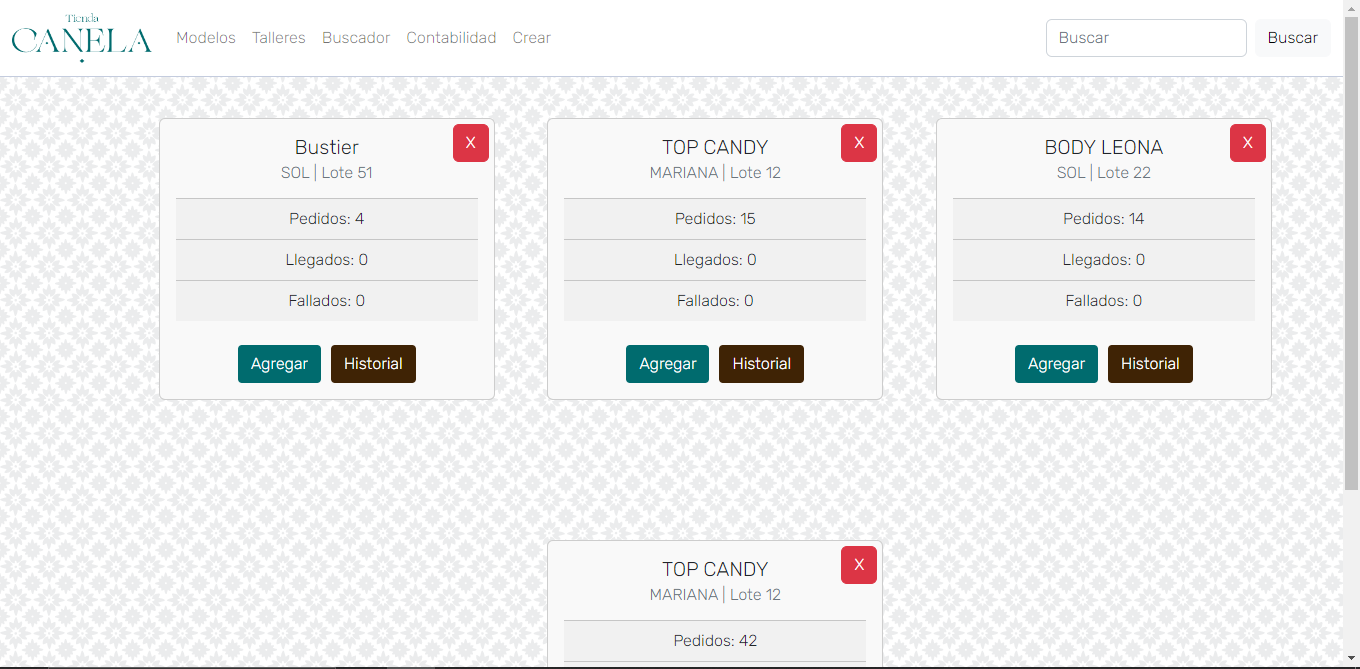 Tienda
CANELA
Modelos Talleres Buscador Contabilidad Crear
Buscar Buscar
Bustier X
SOL | Lote 51
Pedidos: 4
Llegados: 0
Fallados: 0
Agregar Historial
TOP CANDY X
MARIANA | Lote 12
Pedidos: 15
Llegados: 0
Fallados: 0
Agregar Historial
BODY LEONA X
SOL | Lote 22
Pedidos: 14
Llegados: 0
Fallados: 0
Agregar Historial
TOP CANDY X
MARIANA | Lote 12
Pedidos: 42